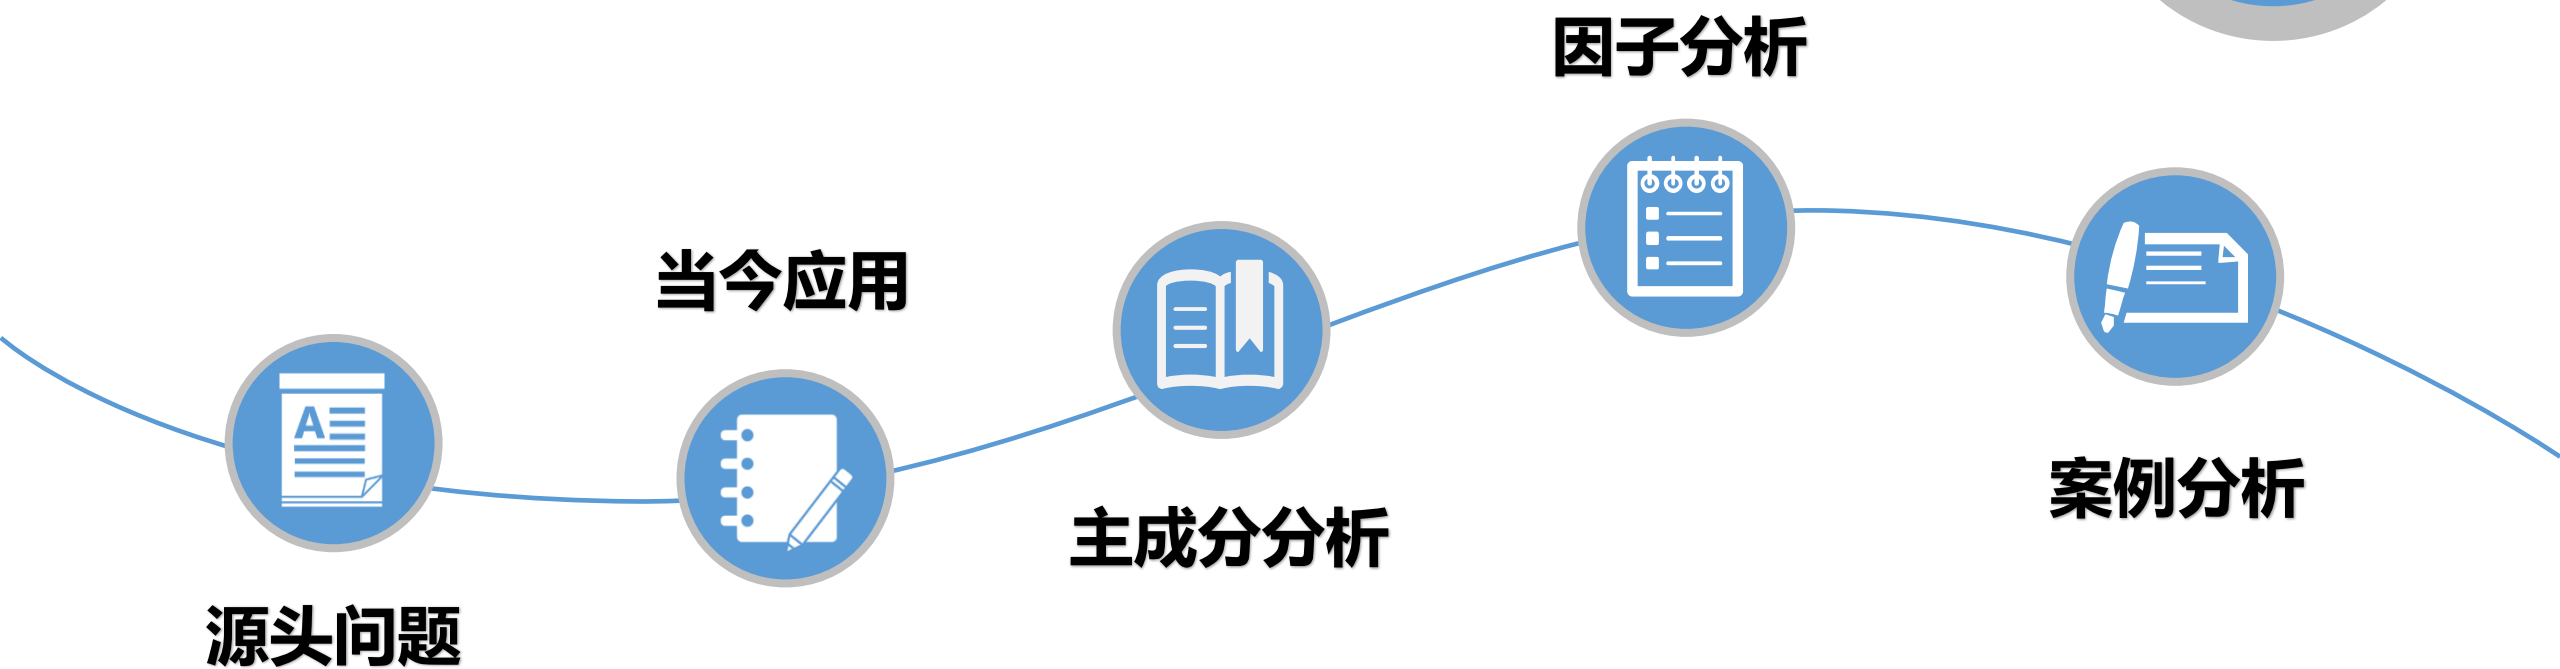 源头问题
当今应用
主成分分析
因子分析
案例分析
A